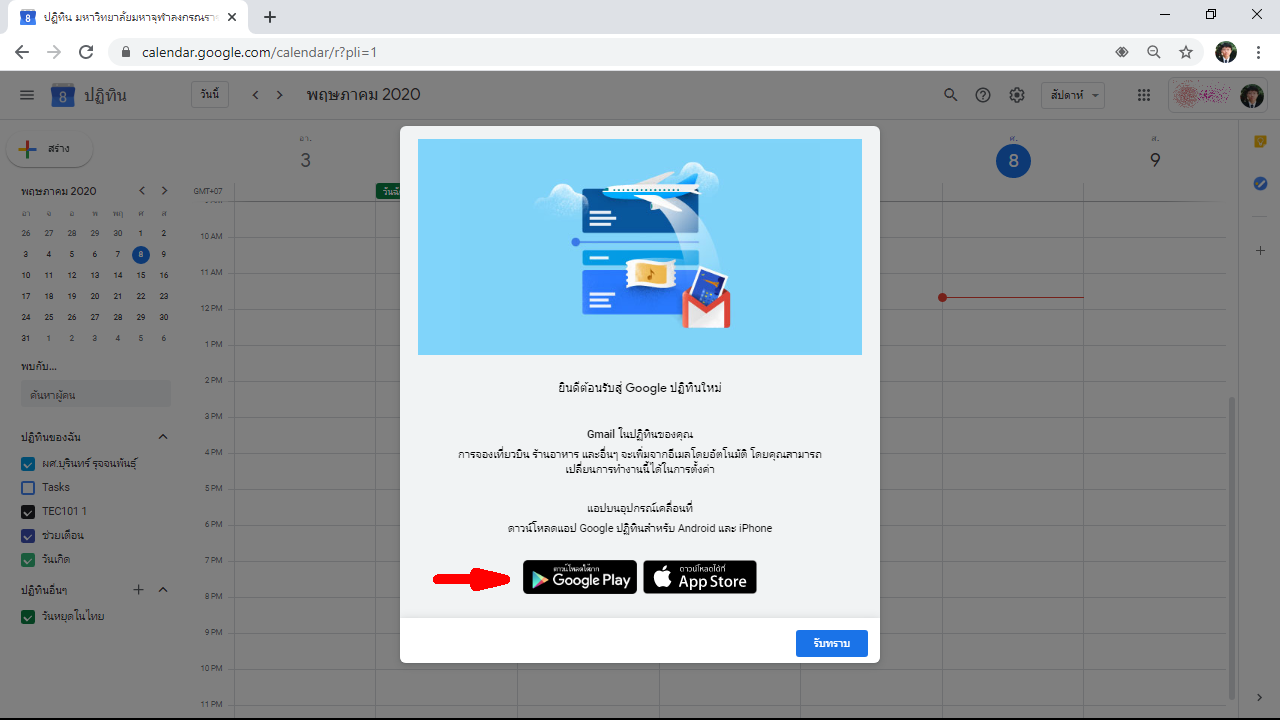 8 ปฏิทิน มหาวิทยาลัยมหาจุฬาลงกรณรา
calendar.google.com/calendar/r?pli=1
8 ปฏิทิน
วันนี้
พฤษภาคม 2020
สัปดาห์
สร้าง
อา. ศ. ส.
3 8 9
GMT+07
พฤษภาคม 2020
อา จ อ พ พฤ ศ ส
26 27 28 29 30 1 2
3 4 5 6 7 8 9
10 11 12 13 14 15 16
17 18 19 20 21 22 23
24 25 26 27 28 29 30
31 1 2 3 4 5 6
พบกับ...
ค้นหาผู้คน
ปฏิทินของฉัน
ผศ.บุรินทร์ รุจจนพันธุ์
Tasks
TEC101 1
ช่วยเตือน
วันเกิด
ปฏิทินอื่นๆ
วันหยุดในไทย
10 AM
11 AM
12 PM
1 PM
2 PM
3 PM
4 PM
5 PM
6 PM
7 PM
8 PM
9 PM
10 PM
11 PM
ยินดีต้อนรับสู่ Google ปฏิทินใหม่
Gmail ในปฏิทินของคุณ
การจองเที่ยวบิน ร้านอาหาร และอื่นๆ จะเพิ่มจากอีเมลโดยอัตโนมัติ โดยคุณสามารถ
เปลี่ยนการทำงานนี้ได้ในการตั้งค่า
แอปบนอุปกรณ์เคลื่อนที่
ดาวน์โหลดแอป Google ปฏิทินสำหรับ Android และ iPhone
ดาวน์โหลดได้จาก
Google Play
ดาวน์โหลดได้ที่
App Store
รับทราบ